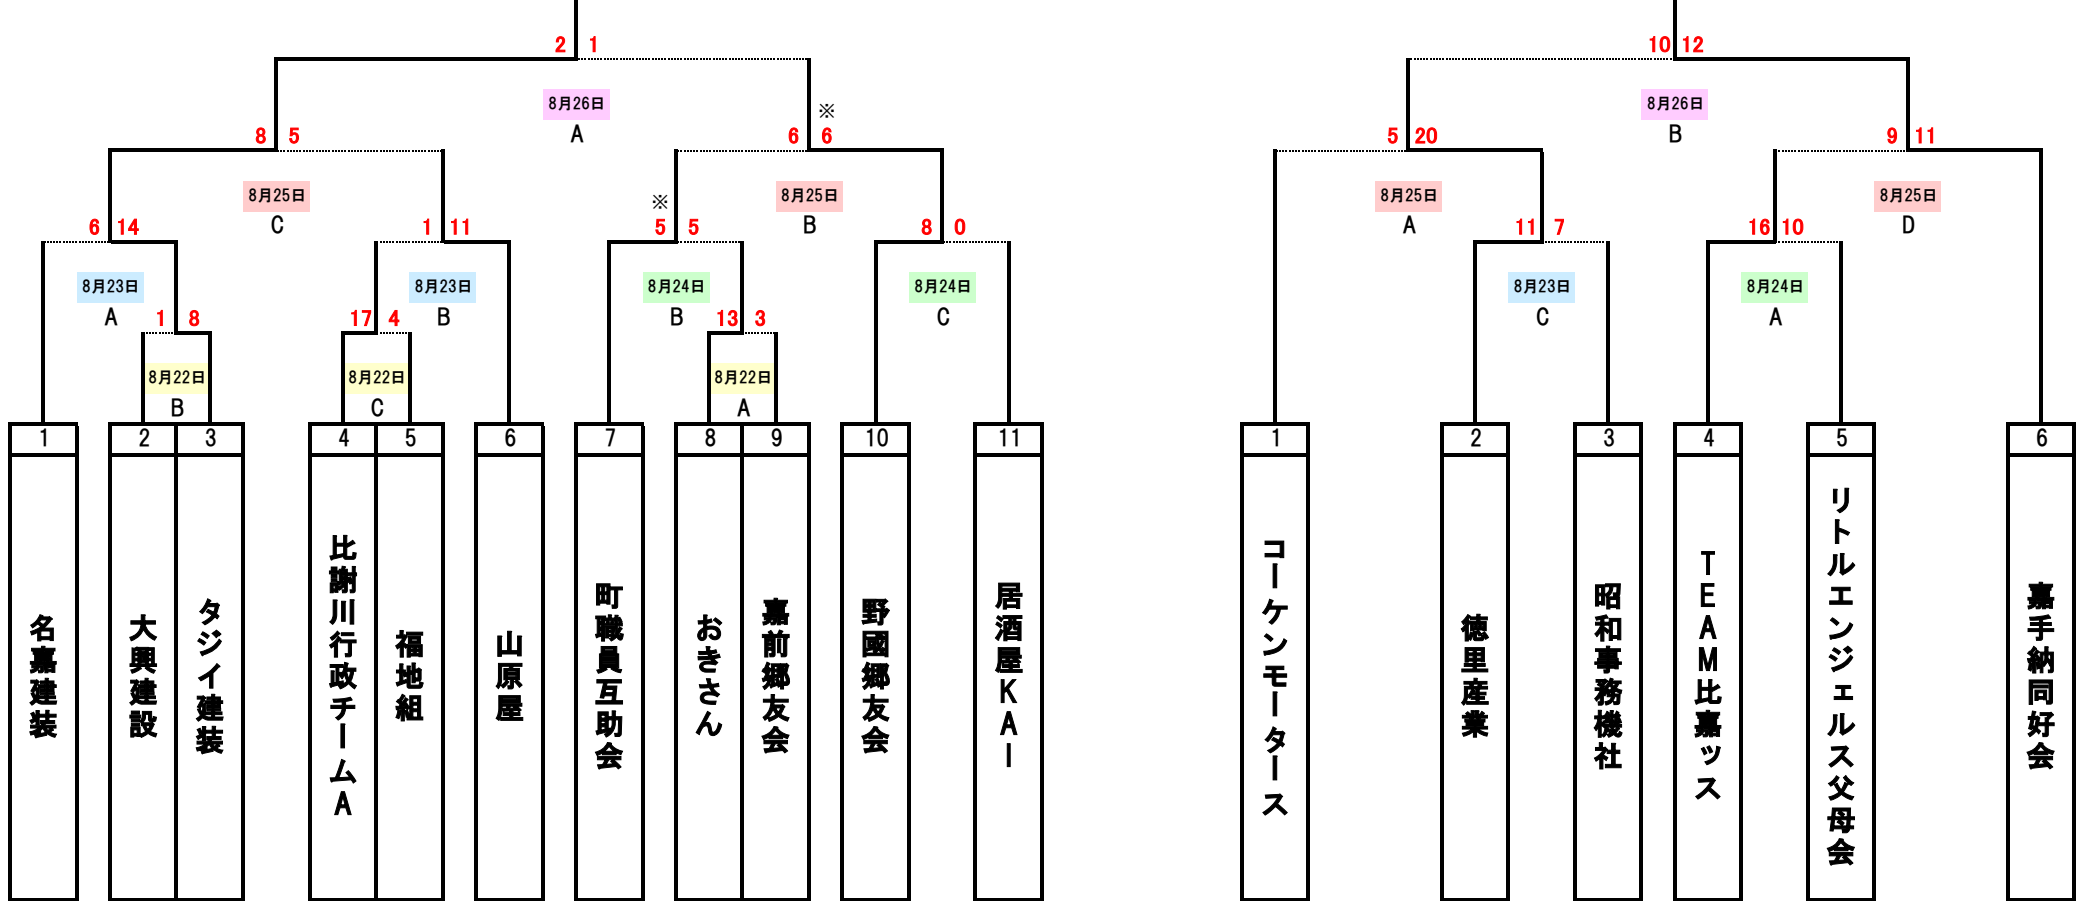 2 1
10 12
8月26日
※
8月26日
A
B
8 5
6 6
5 20
9 11
8月25日
※
8月25日
8月25日
8月25日
C
B
A
D
6 14
1 11
5 5
8 0
11 7
16 10
8月23日
8月23日
8月24日
8月24日
8月23日
8月24日
A
B
B
C
C
A
1 8
17 4
13 3
8月22日
8月22日
8月22日
B
C
A
1 2 3 4 5 6 7 8 9 10 11
1 2 3 4 5 6
名嘉建装
大興建設
タジイ建装
比謝川行政チームA
福地組
山原屋
町職員互助会
おきさん
嘉前郷友会
野國郷友会
居酒屋KAI
コーケンモータース
徳里産業
昭和事務機社
TEAM比嘉ッス
リトルエンジェルス父母会
嘉手納同好会